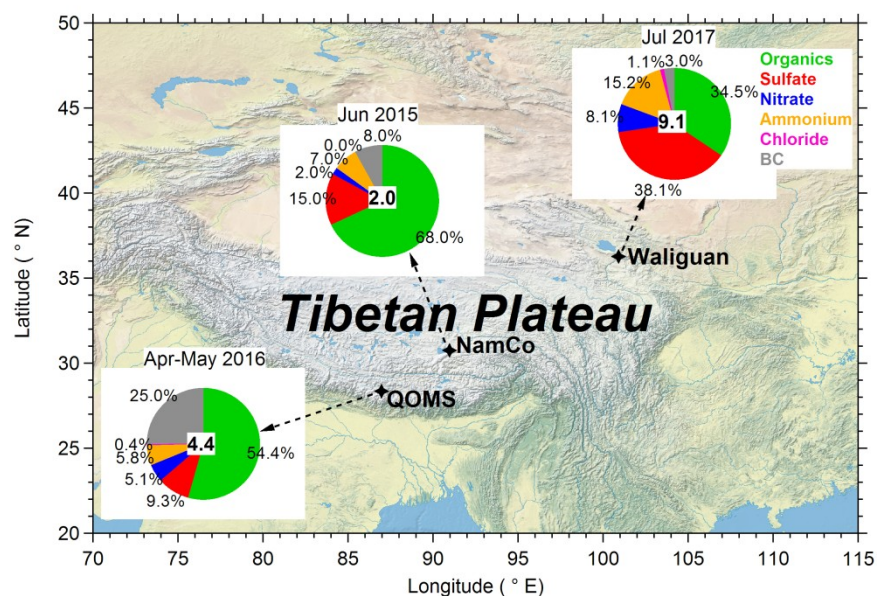 50
45
40
35
30
25
20
Latitude ( ° N)
70
75
80
85
90
95
100
105
110
115
Longitude ( ° E)
Jul 2017
1.1%
3.0%
15.2%
34.5%
8.1%
9.1
38.1%
Organics
Sulfate
Nitrate
Ammonium
Chloride
BC
Jun 2015
0.0%
8.0%
7.0%
2.0%
15.0%
2.0
68.0%
Waliguan
Tibetan Plateau
NamCo
QOMS
Apr-May 2016
25.0%
0.4%
5.8%
5.1%
9.3%
4.4
54.4%